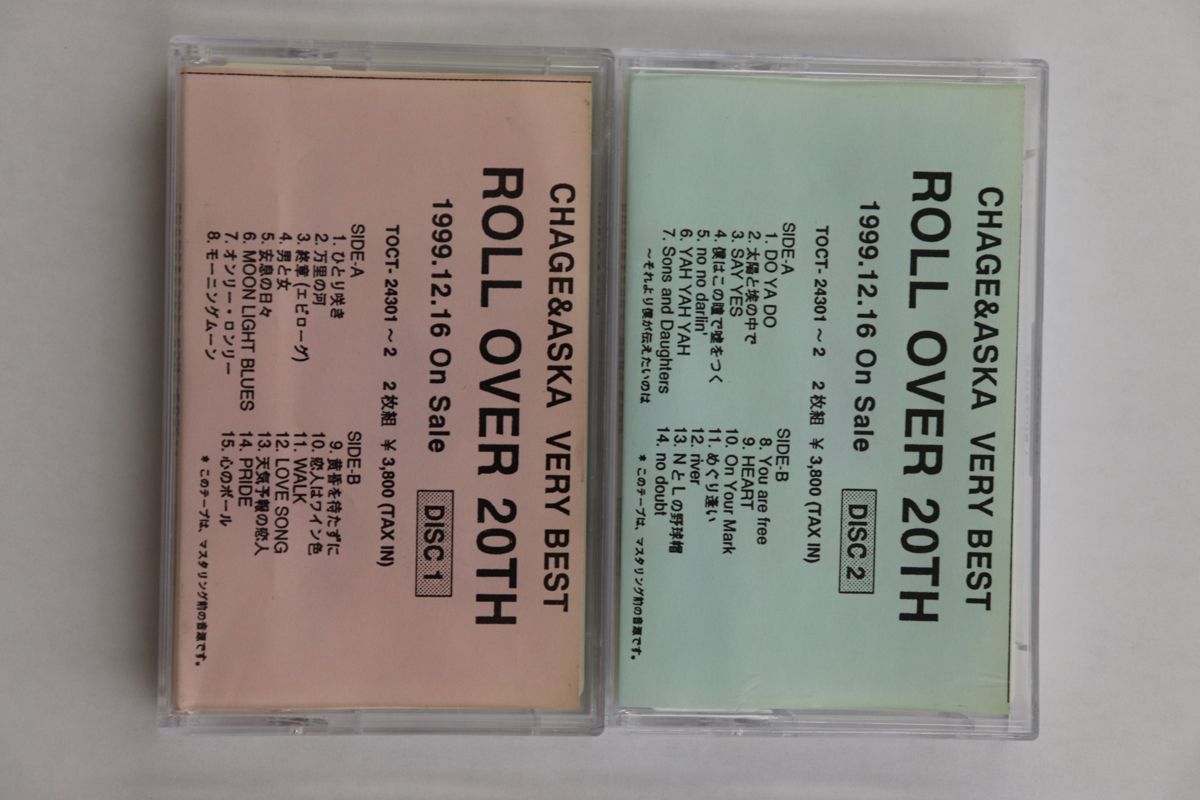 CHAGE&ASKA VERY BEST
ROLL OVER 20TH
1999.12.16 On Sale
DISC 1
TOCT-24301～2 2枚組 ￥3,800 (TAX IN)
SIDE-A
1. ひとり咲き
2. 万里の河
3. 終章 (エピローグ)
4. 男と女
5. 安息の日々
6. MOON LIGHT BLUES
7. オンリー・ロンリー
8. モーニングムーン
SIDE-B
9. 黄昏を待たずに
10. 恋人はワイン色
11. WALK
12. LOVE SONG
13. 天気予報の恋人
14. PRIDE
15. 心のボール
＊このテープは、マスタリング前の音源です。
CHAGE&ASKA VERY BEST
ROLL OVER 20TH
1999.12.16 On Sale
DISC 2
TOCT-24301～2 2枚組 ￥3,800 (TAX IN)
SIDE-A
1. DO YA DO
2. 太陽と埃の中で
3. SAY YES
4. 僕はこの瞳で嘘をつく
5. no no darlin'
6. YAH YAH YAH
7. Sons and Daughters
～それより僕が伝えたいのは
SIDE-B
8. You are free
9. HEART
10. On Your Mark
11. めぐり逢い
12. river
13. NとLの野球帽
14. no doubt
＊このテープは、マスタリング前の音源です。